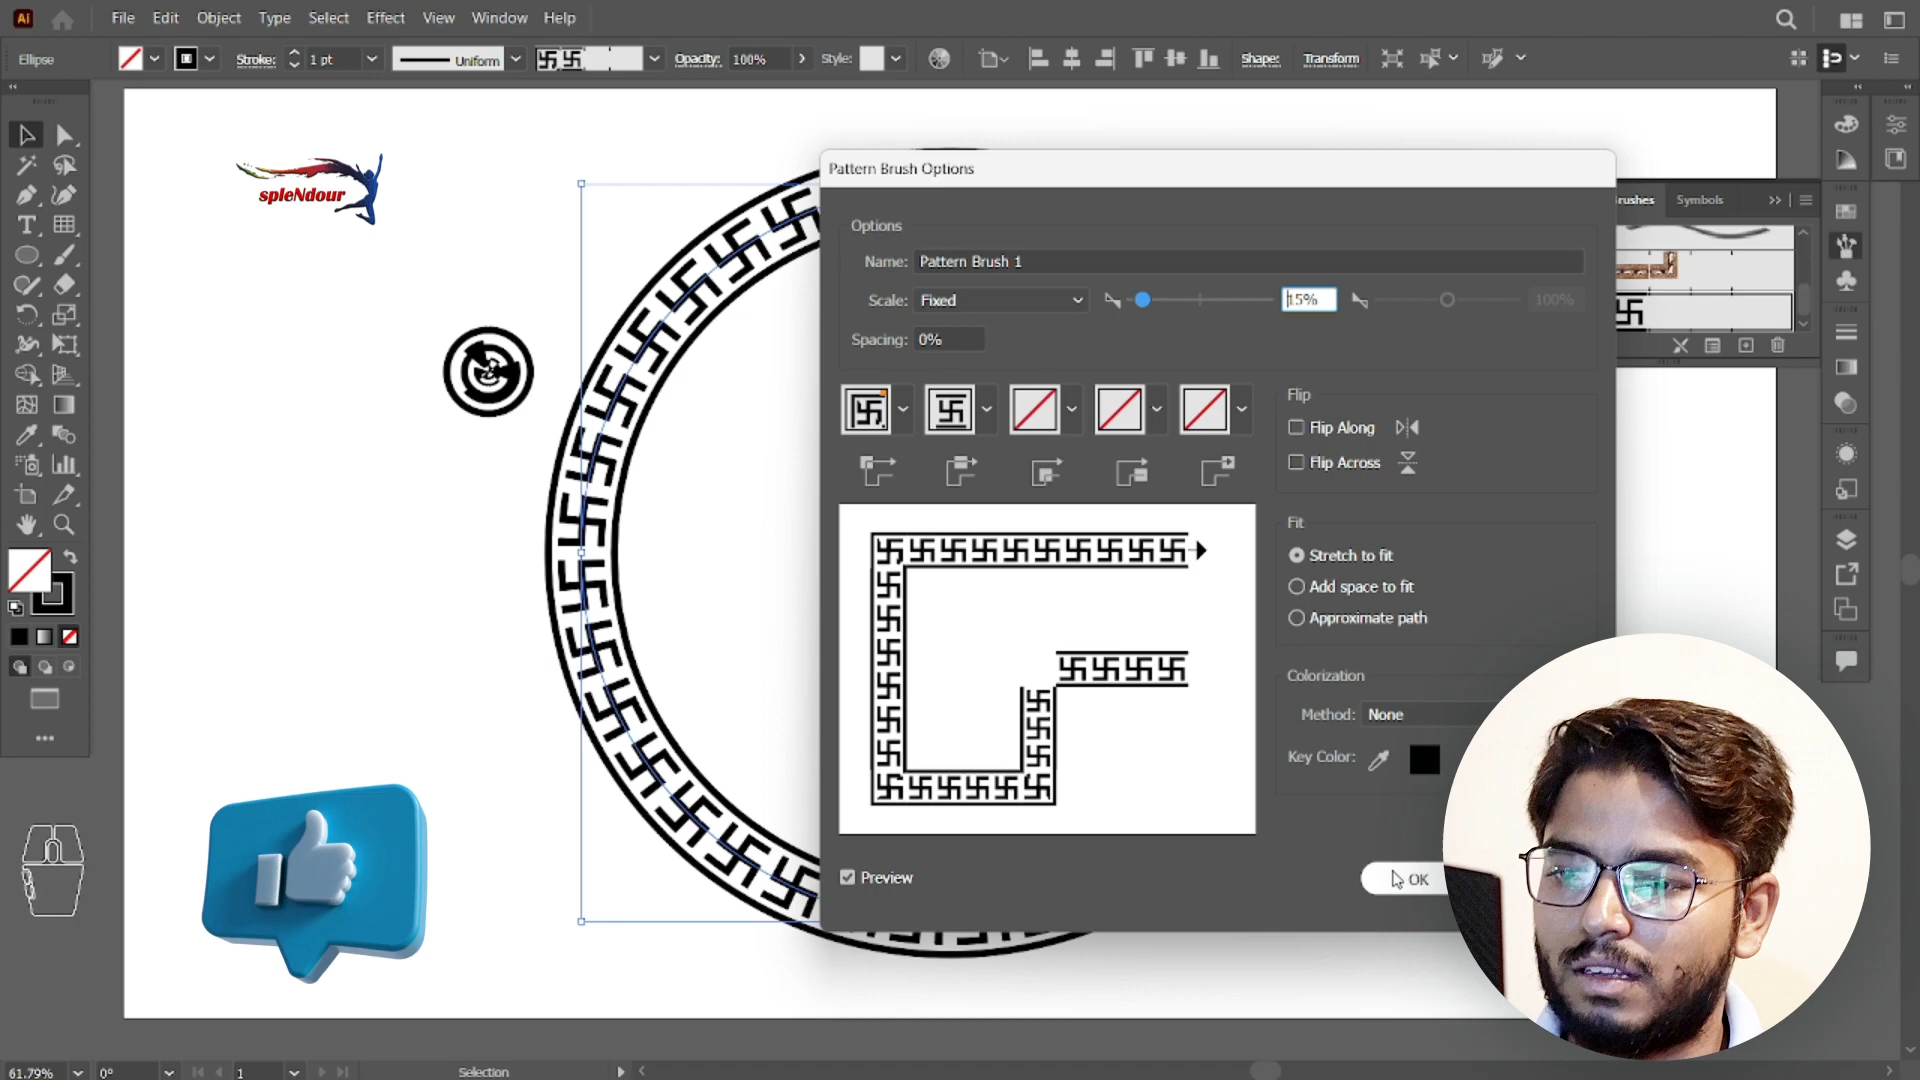 Ai File Edit Object Type Select Effect View Window Help
Ellipse Stroke: 1 pt Uniform Opacity: 100% Style: Shape: Transform
Pattern Brush Options
spleNdour
Options
Name: Pattern Brush 1
rushes Symbols
Scale: Fixed 15% 100%
Spacing: 0%
Flip
Flip Along
Flip Across
Fit
Stretch to fit
Add space to fit
Approximate path
Colorization
Method: None
Key Color:
Preview
OK
61.79% 0° 1 Selection